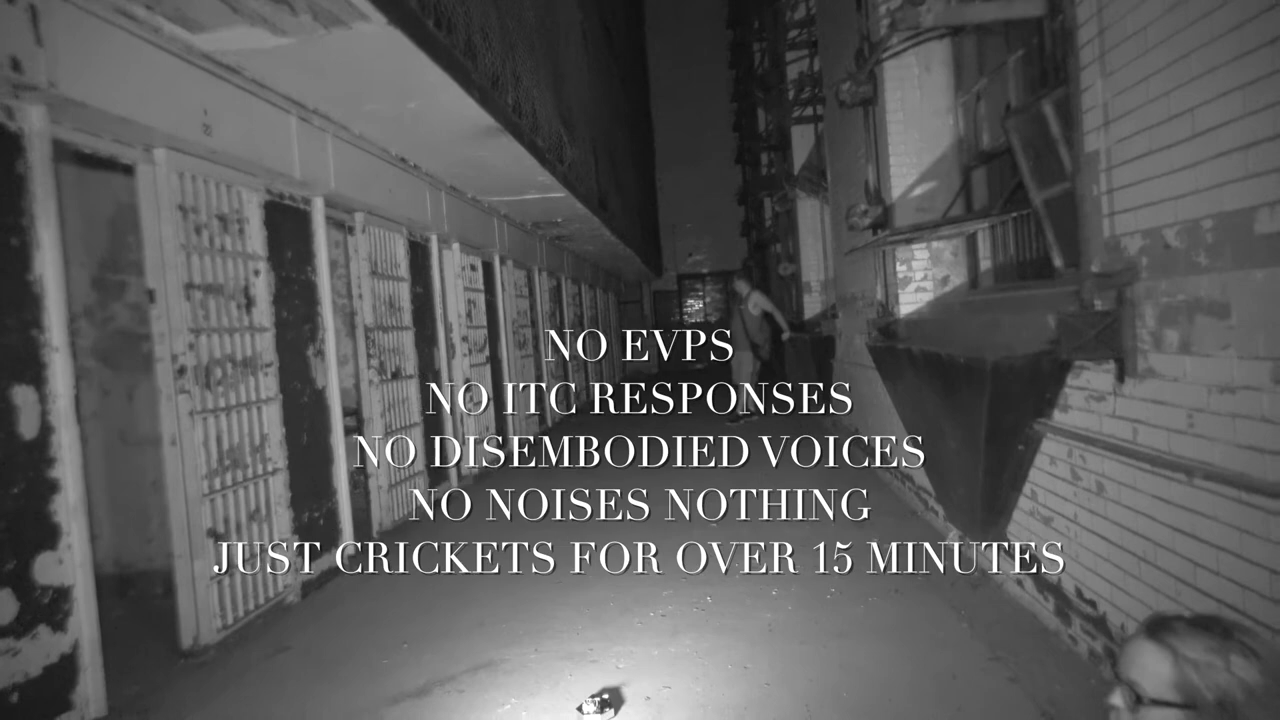 NO EVPS
NO ITC RESPONSES
NO DISEMBODIED VOICES
NO NOISES NOTHING
JUST CRICKETS FOR OVER 15 MINUTES